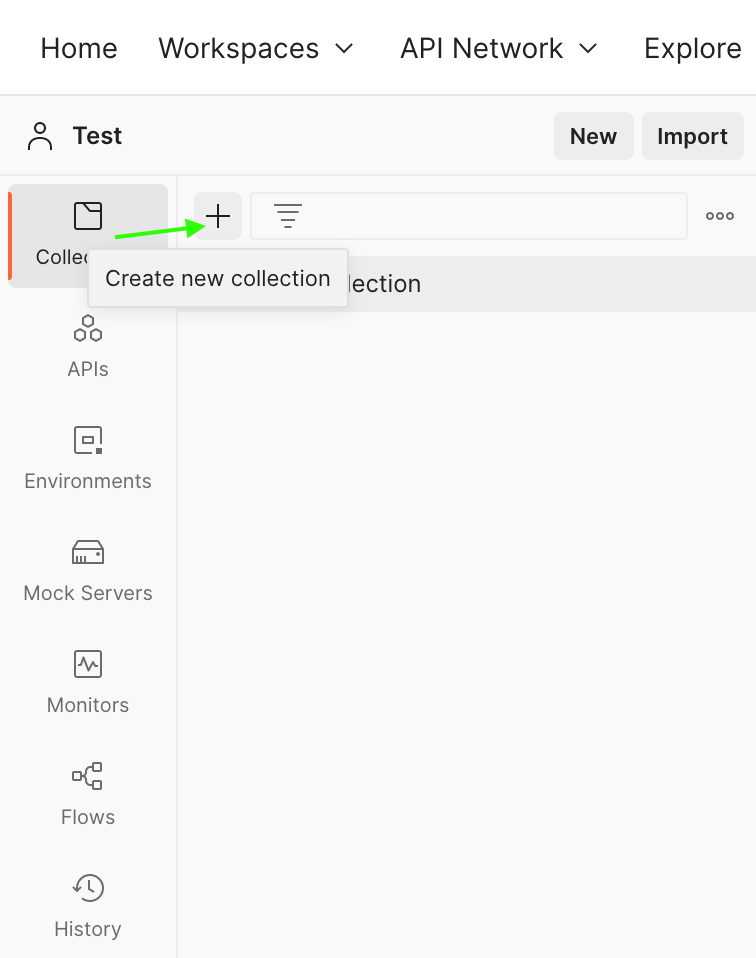 Home Workspaces API Network Explore
Test New Import
Collec
Create new collection lection
APIs
Environments
Mock Servers
Monitors
Flows
History